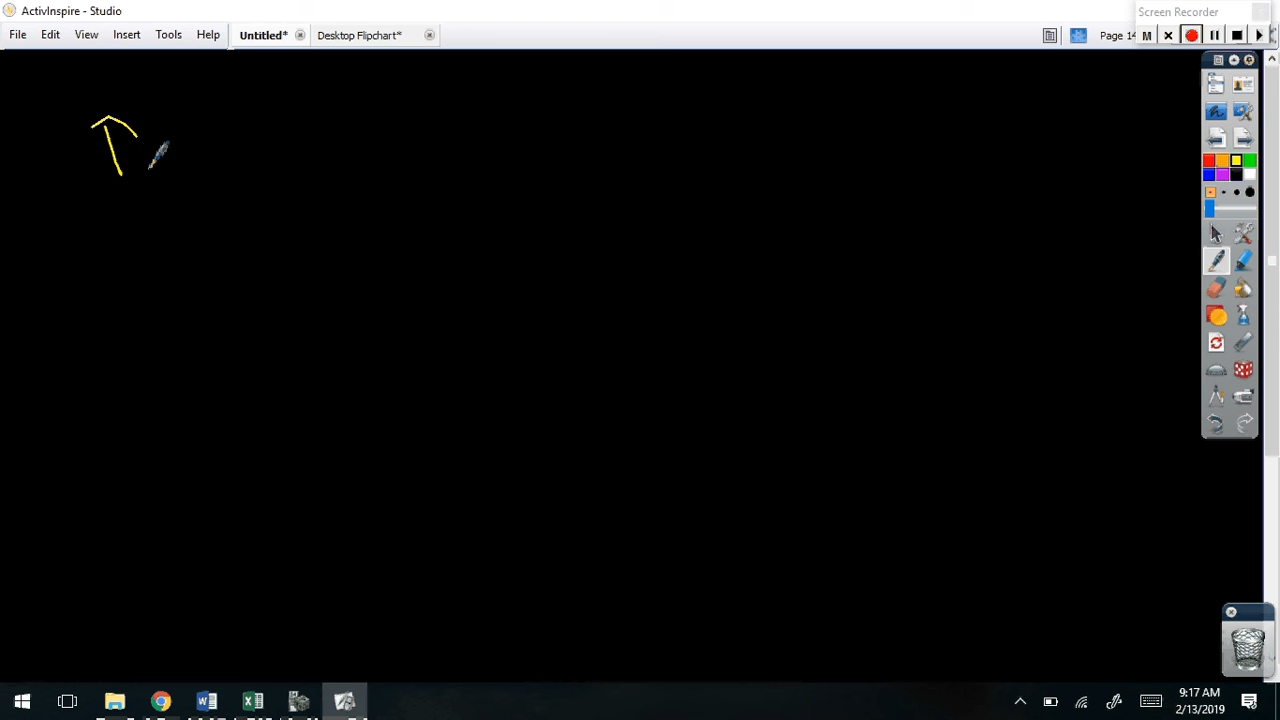 ActivInspire - Studio
Screen Recorder
File Edit View Insert Tools Help Untitled* Desktop Flipchart*
Page 14
M
9:17 AM
2/13/2019